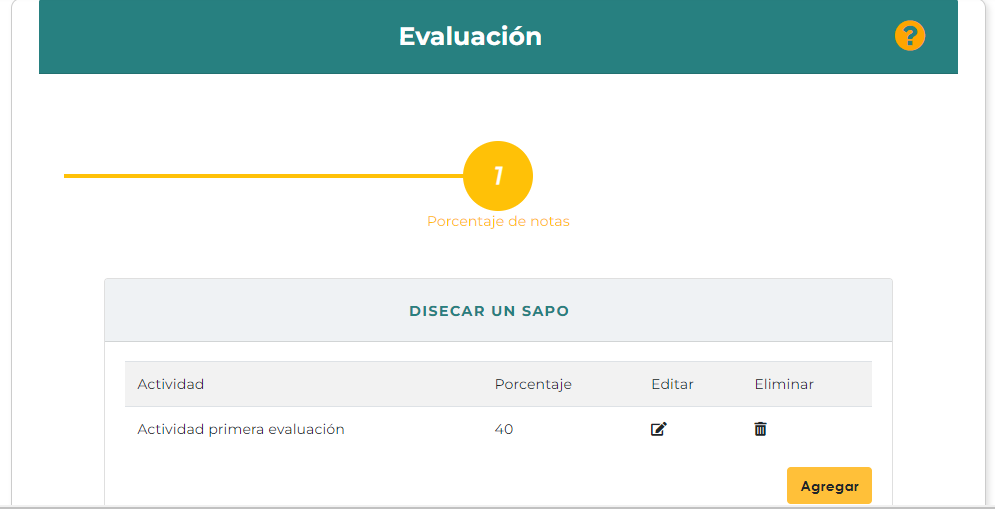 Evaluación
?
1
Porcentaje de notas
DISECAR UN SAPO
Actividad Porcentaje Editar Eliminar
Actividad primera evaluación 40
Agregar